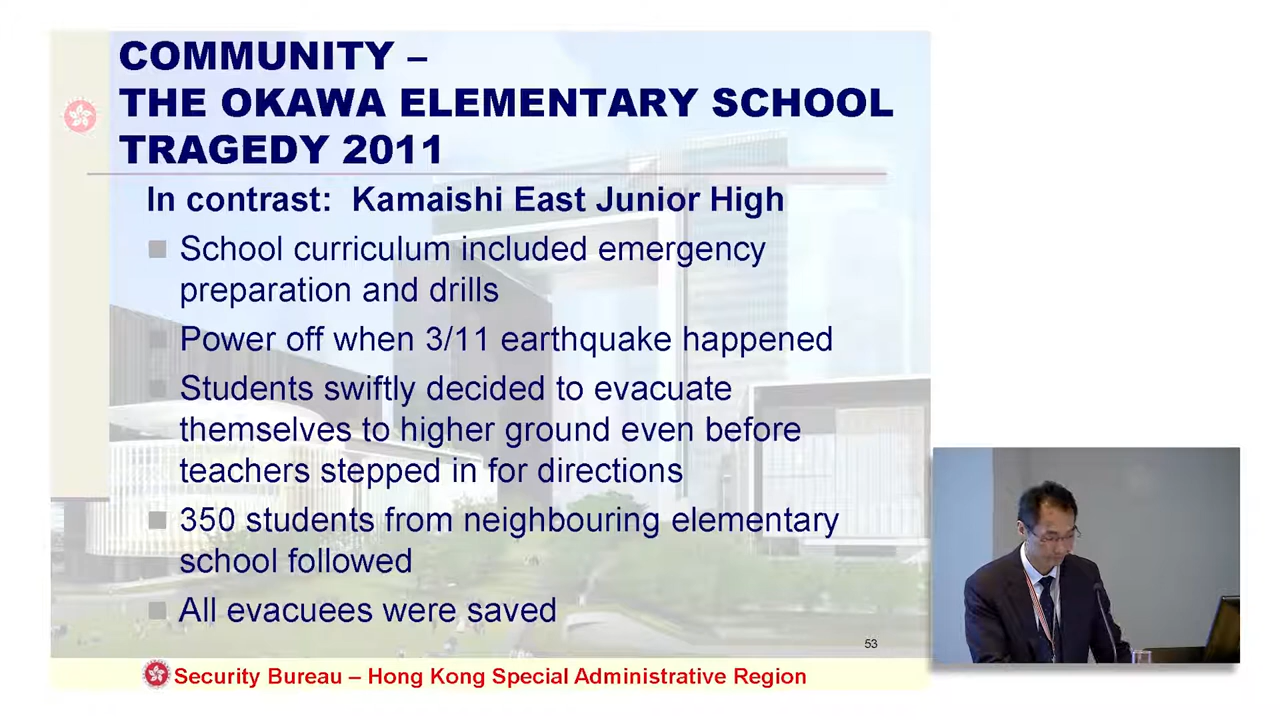 COMMUNITY –
THE OKAWA ELEMENTARY SCHOOL
TRAGEDY 2011
In contrast: Kamaishi East Junior High
School curriculum included emergency
preparation and drills
Power off when 3/11 earthquake happened
Students swiftly decided to evacuate
themselves to higher ground even before
teachers stepped in for directions
350 students from neighbouring elementary
school followed
All evacuees were saved
53
Security Bureau – Hong Kong Special Administrative Region